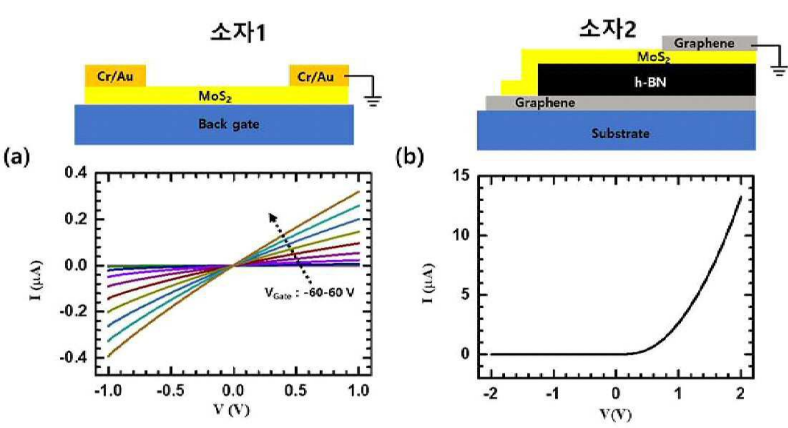 소자1
소자2
Cr/Au
Cr/Au
MoS2
Back gate
Graphene
MoS2
h-BN
Graphene
Substrate
(a)
0.4
0.2
0.0
-0.2
-0.4
I (μA)
VGate : -60-60 V
-1.0 -0.5 0.0 0.5 1.0
V (V)
(b)
15
10
5
0
I (μA)
-2 -1 0 1 2
V(V)